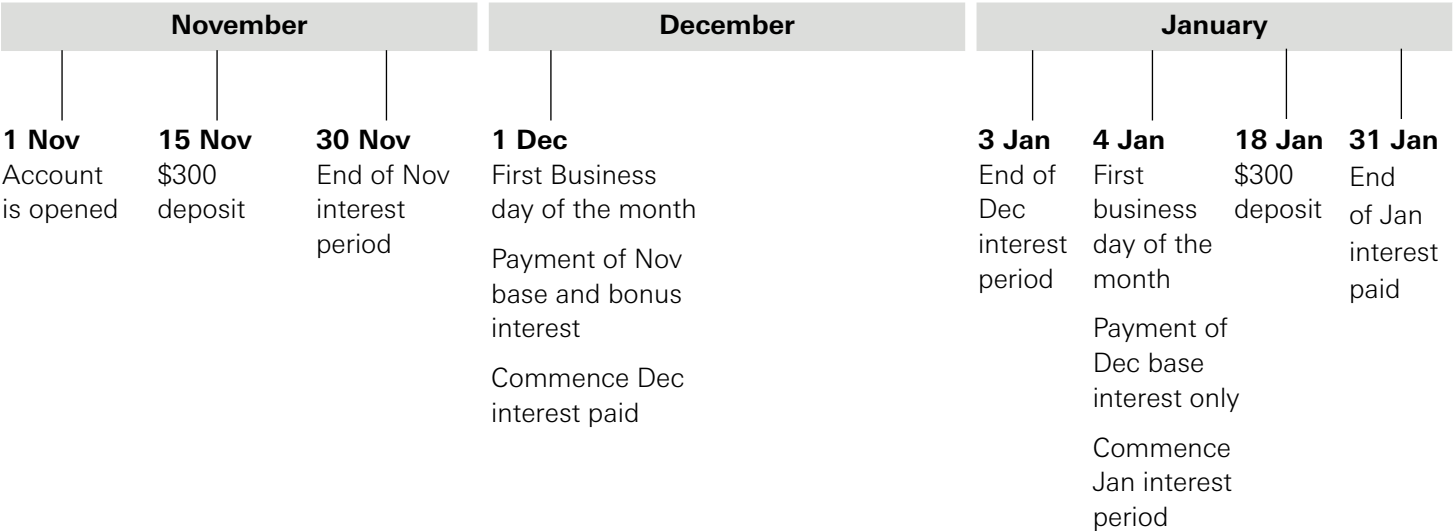 November
December
January
1 Nov
Account
is opened
15 Nov
$300
deposit
30 Nov
End of Nov
interest
period
1 Dec
First Business
day of the month
Payment of Nov
base and bonus
interest
Commence Dec
interest paid
3 Jan
End of
Dec
interest
period
4 Jan
First
business
day of the
month
Payment of
Dec base
interest only
Commence
Jan interest
period
18 Jan
$300
deposit
31 Jan
End
of Jan
interest
paid